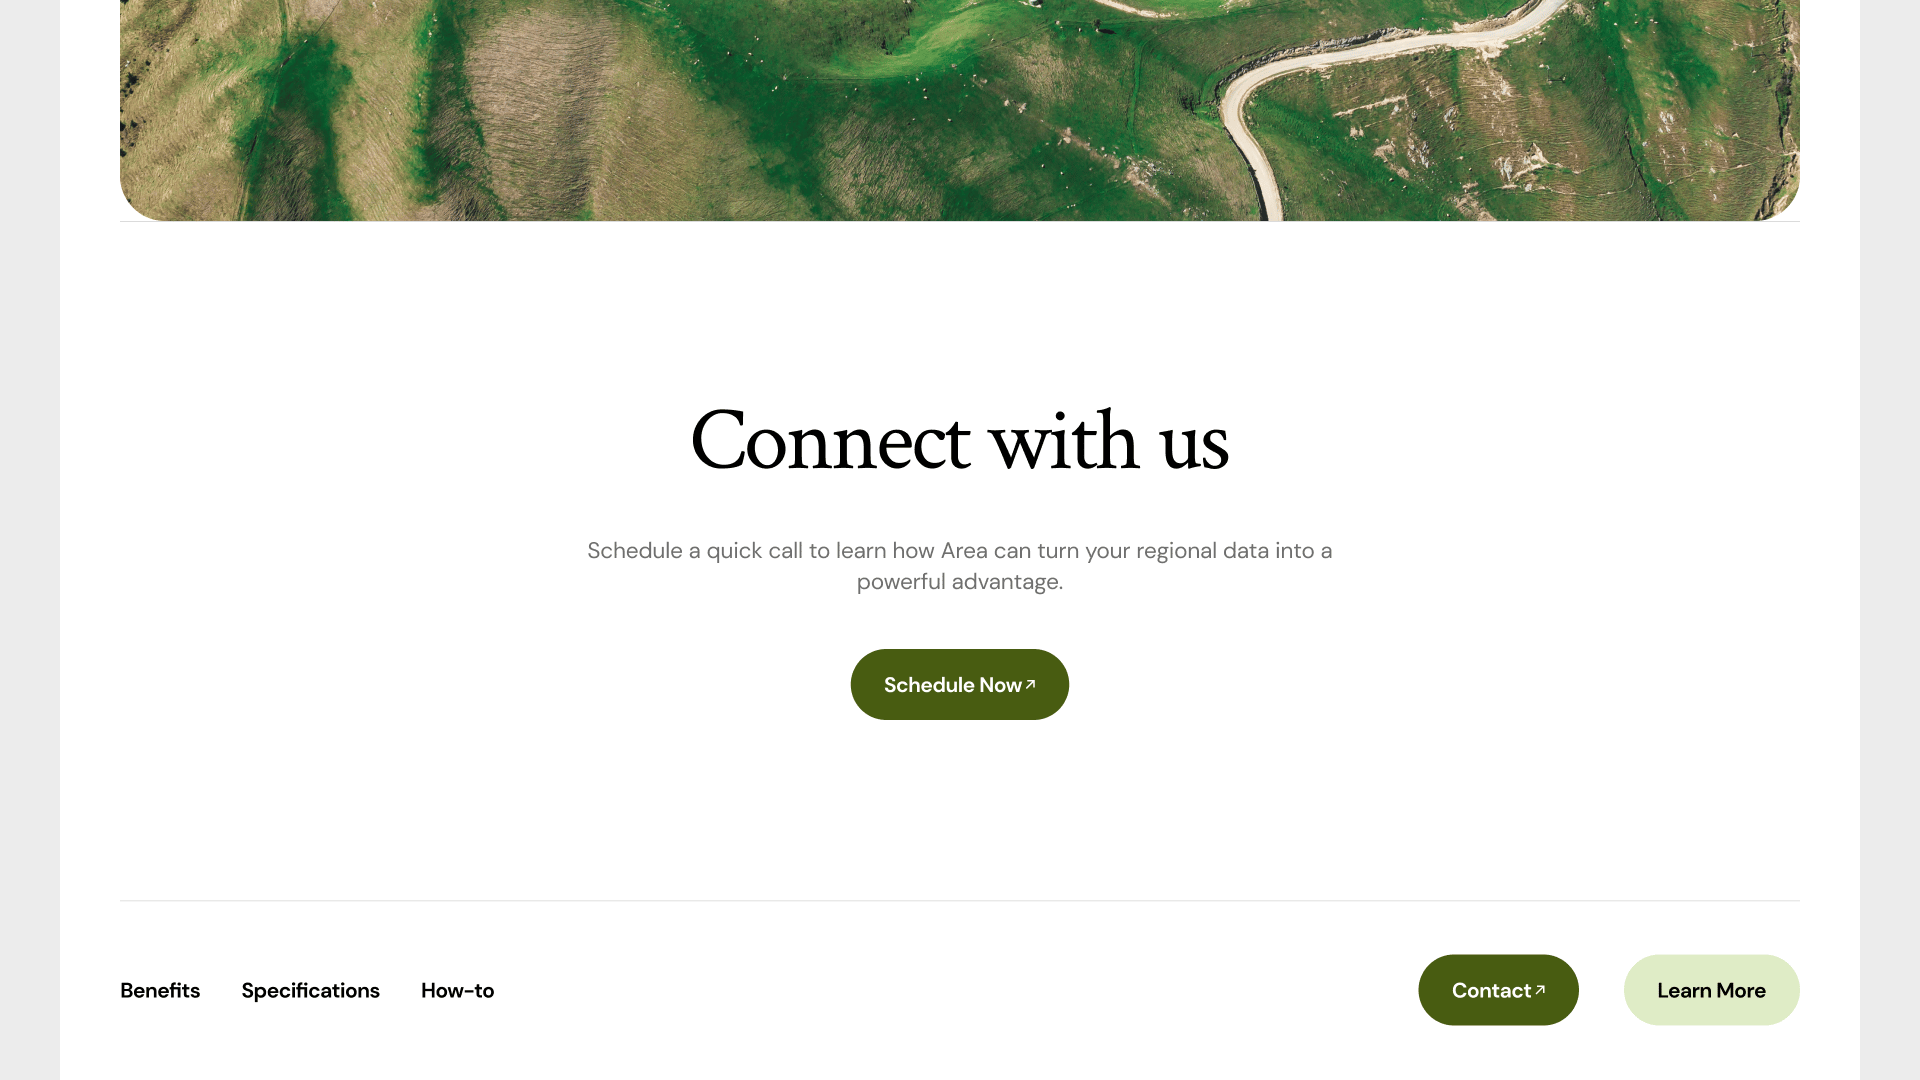 Connect with us
Schedule a quick call to learn how Area can turn your regional data into a
powerful advantage.
Schedule Now↗
Benefits
Specifications
How-to
Contact↗
Learn More